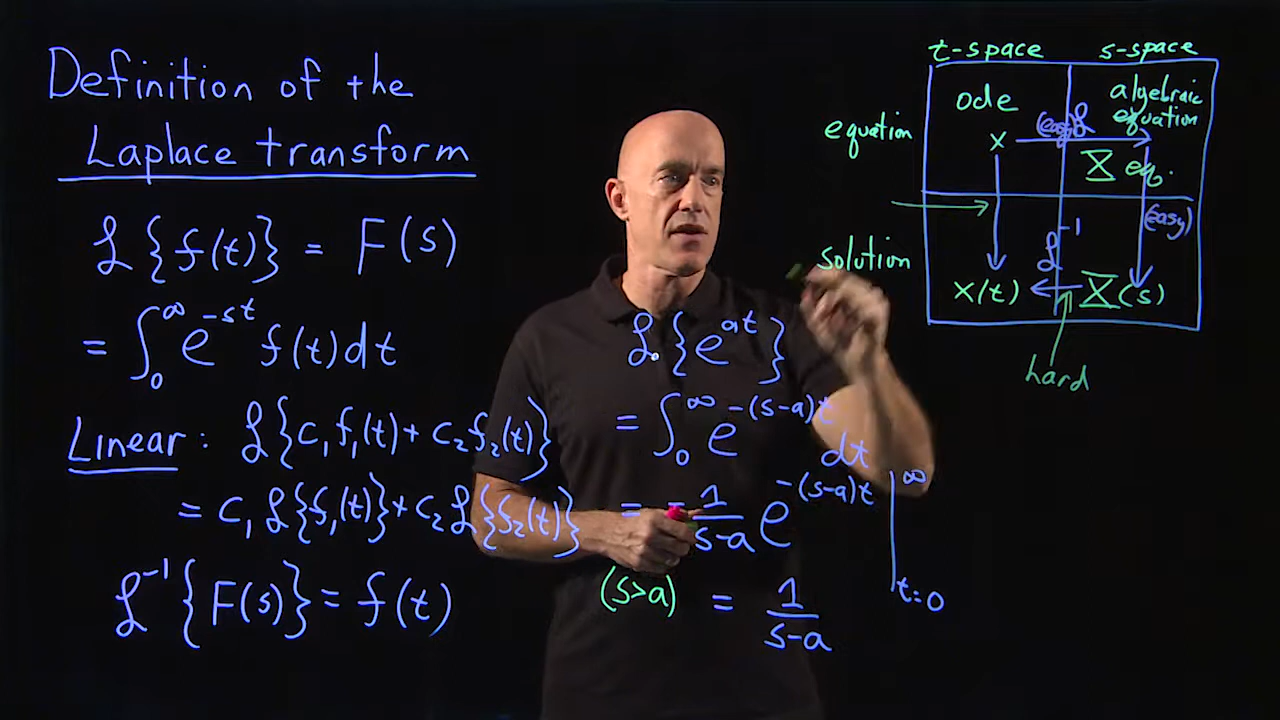 Definition of the
Laplace transform
ℒ{f(t)} = F(s)
= ∫₀^∞ e^{-st} f(t)dt
Linear: ℒ{c₁f₁(t) + c₂f₂(t)}
= c₁ℒ{f₁(t)} + c₂ℒ{f₂(t)}
ℒ^{-1}{F(s)} = f(t)
ℒ{e^{at}}
= ∫₀^∞ e^{-(s-a)t} dt
= -1/(s-a) e^{-(s-a)t} |_{t=0}^∞
(s>a) = 1/(s-a)
t-space s-space
equation
ode
x
(easy) ℒ
algebraic
equation
X eq.
(easy)
solution
ℒ^{-1}
x(t)
X(s)
hard